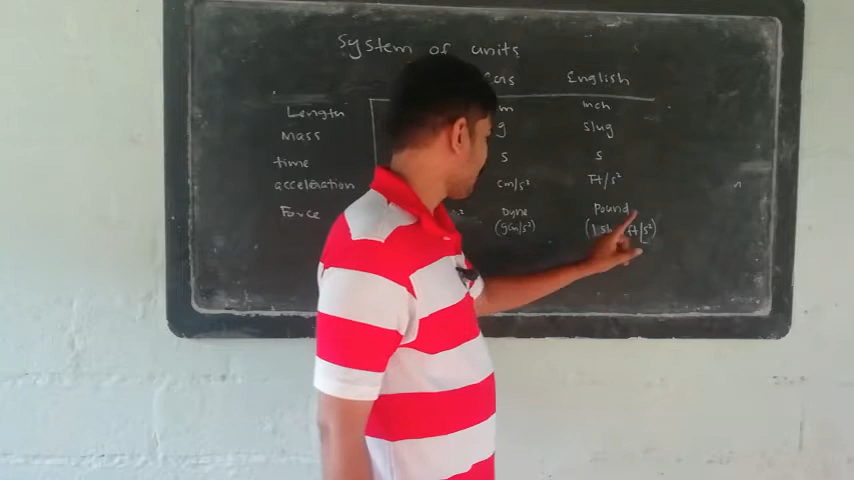 System of units
English
Length inch
Mass g slug
time s s
acceleration cm/s² Ft/s²
Force Dyne Pound
(gcm/s²) (1 ft/s²)